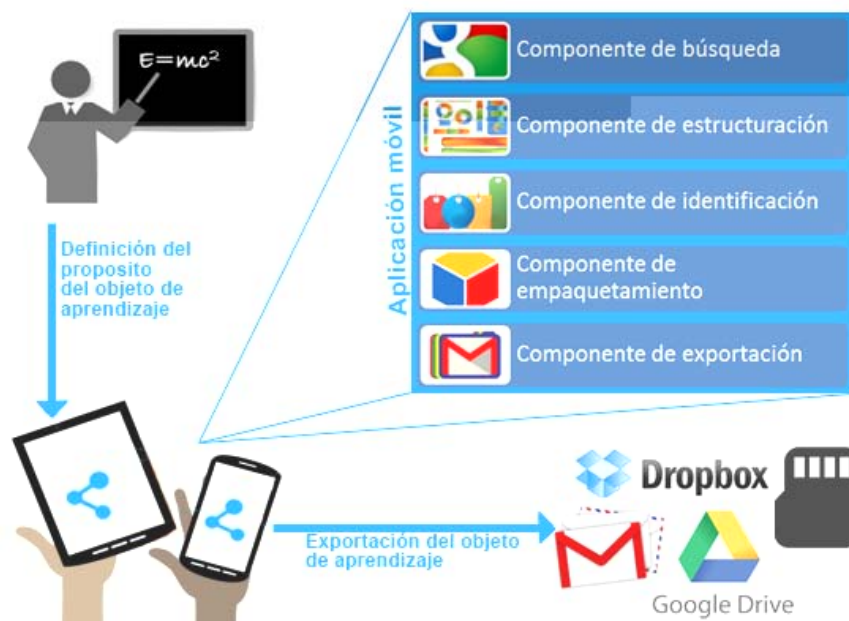 E=mc²
Definición del
proposito
del objeto de
aprendizaje
Aplicación móvil
Componente de búsqueda
Componente de estructuración
Componente de identificación
Componente de
empaquetamiento
Componente de exportación
Exportación del objeto
de aprendizaje
Dropbox
Google Drive